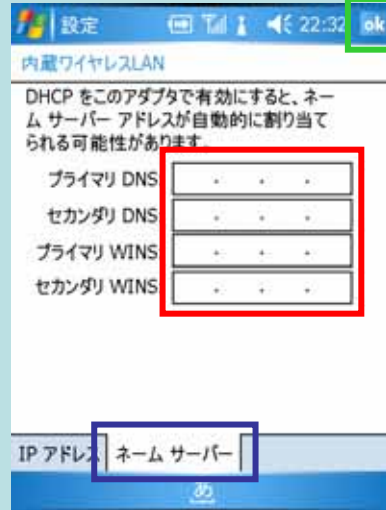 設定 22:32 ok
内蔵ワイヤレスLAN
DHCP をこのアダプタで有効にすると、ネー
ム サーバー アドレスが自動的に割り当て
られる可能性があります。
プライマリ DNS . . .
セカンダリ DNS . . .
プライマリ WINS . . .
セカンダリ WINS . . .
IP アドレス ネーム サーバー
あ